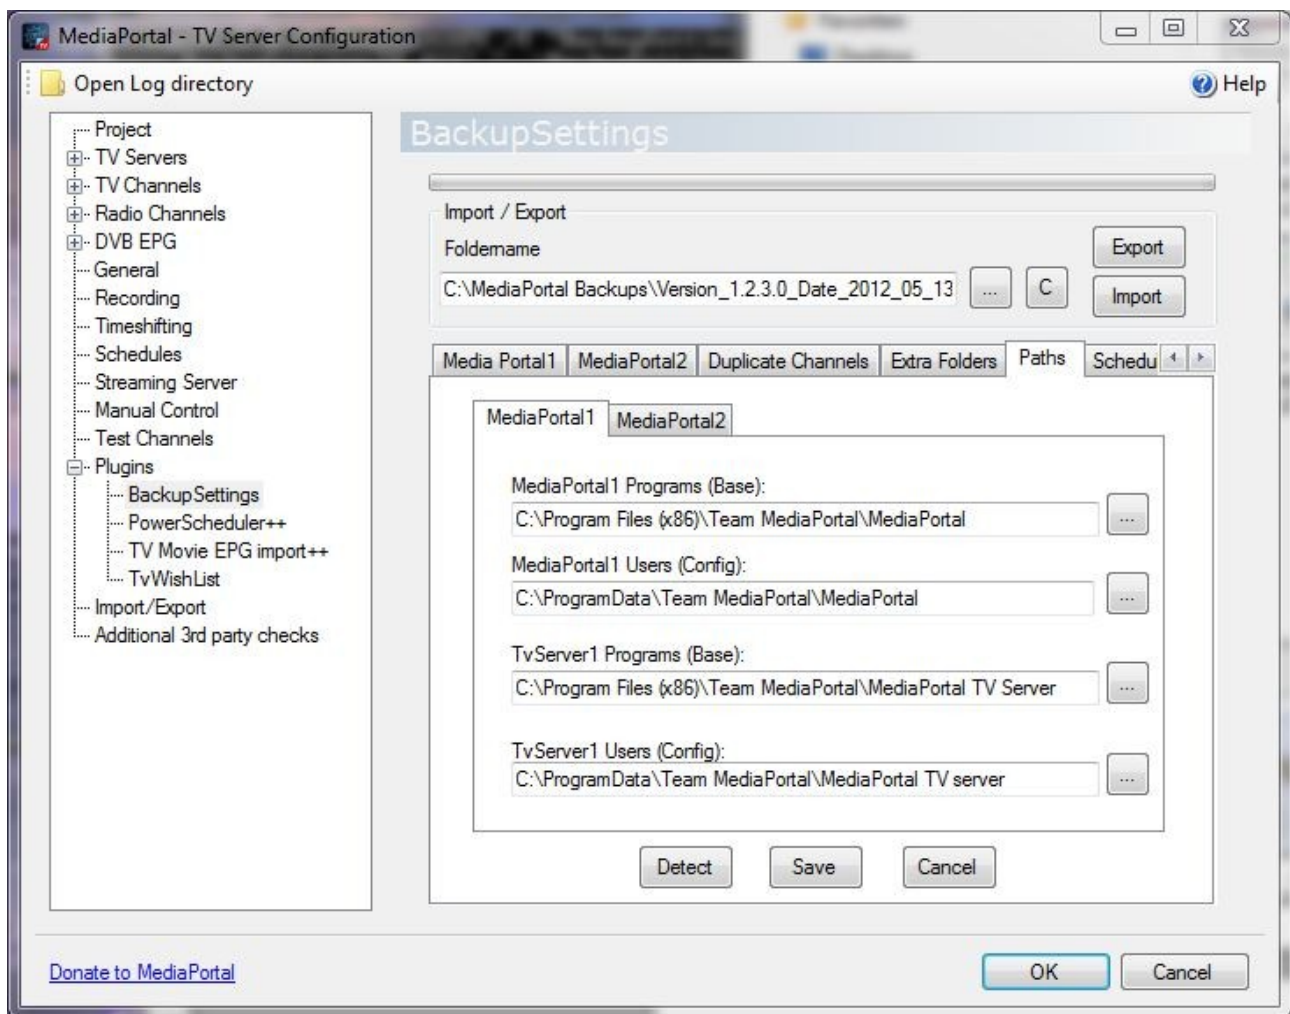 MediaPortal - TV Server Configuration
Open Log directory
Help
Project
TV Servers
TV Channels
Radio Channels
DVB EPG
General
Recording
Timeshifting
Schedules
Streaming Server
Manual Control
Test Channels
Plugins
BackupSettings
PowerScheduler++
TV Movie EPG import++
TvWishList
Import/Export
Additional 3rd party checks
BackupSettings
Import / Export
Foldername
C:\MediaPortal Backups\Version_1.2.3.0_Date_2012_05_13
...
C
Export
Import
Media Portal1
MediaPortal2
Duplicate Channels
Extra Folders
Paths
Schedu
MediaPortal1
MediaPortal2
MediaPortal1 Programs (Base):
C:\Program Files (x86)\Team MediaPortal\MediaPortal
...
MediaPortal1 Users (Config):
C:\ProgramData\Team MediaPortal\MediaPortal
...
TvServer1 Programs (Base):
C:\Program Files (x86)\Team MediaPortal\MediaPortal TV Server
...
TvServer1 Users (Config):
C:\ProgramData\Team MediaPortal\MediaPortal TV server
...
Detect
Save
Cancel
Donate to MediaPortal
OK
Cancel